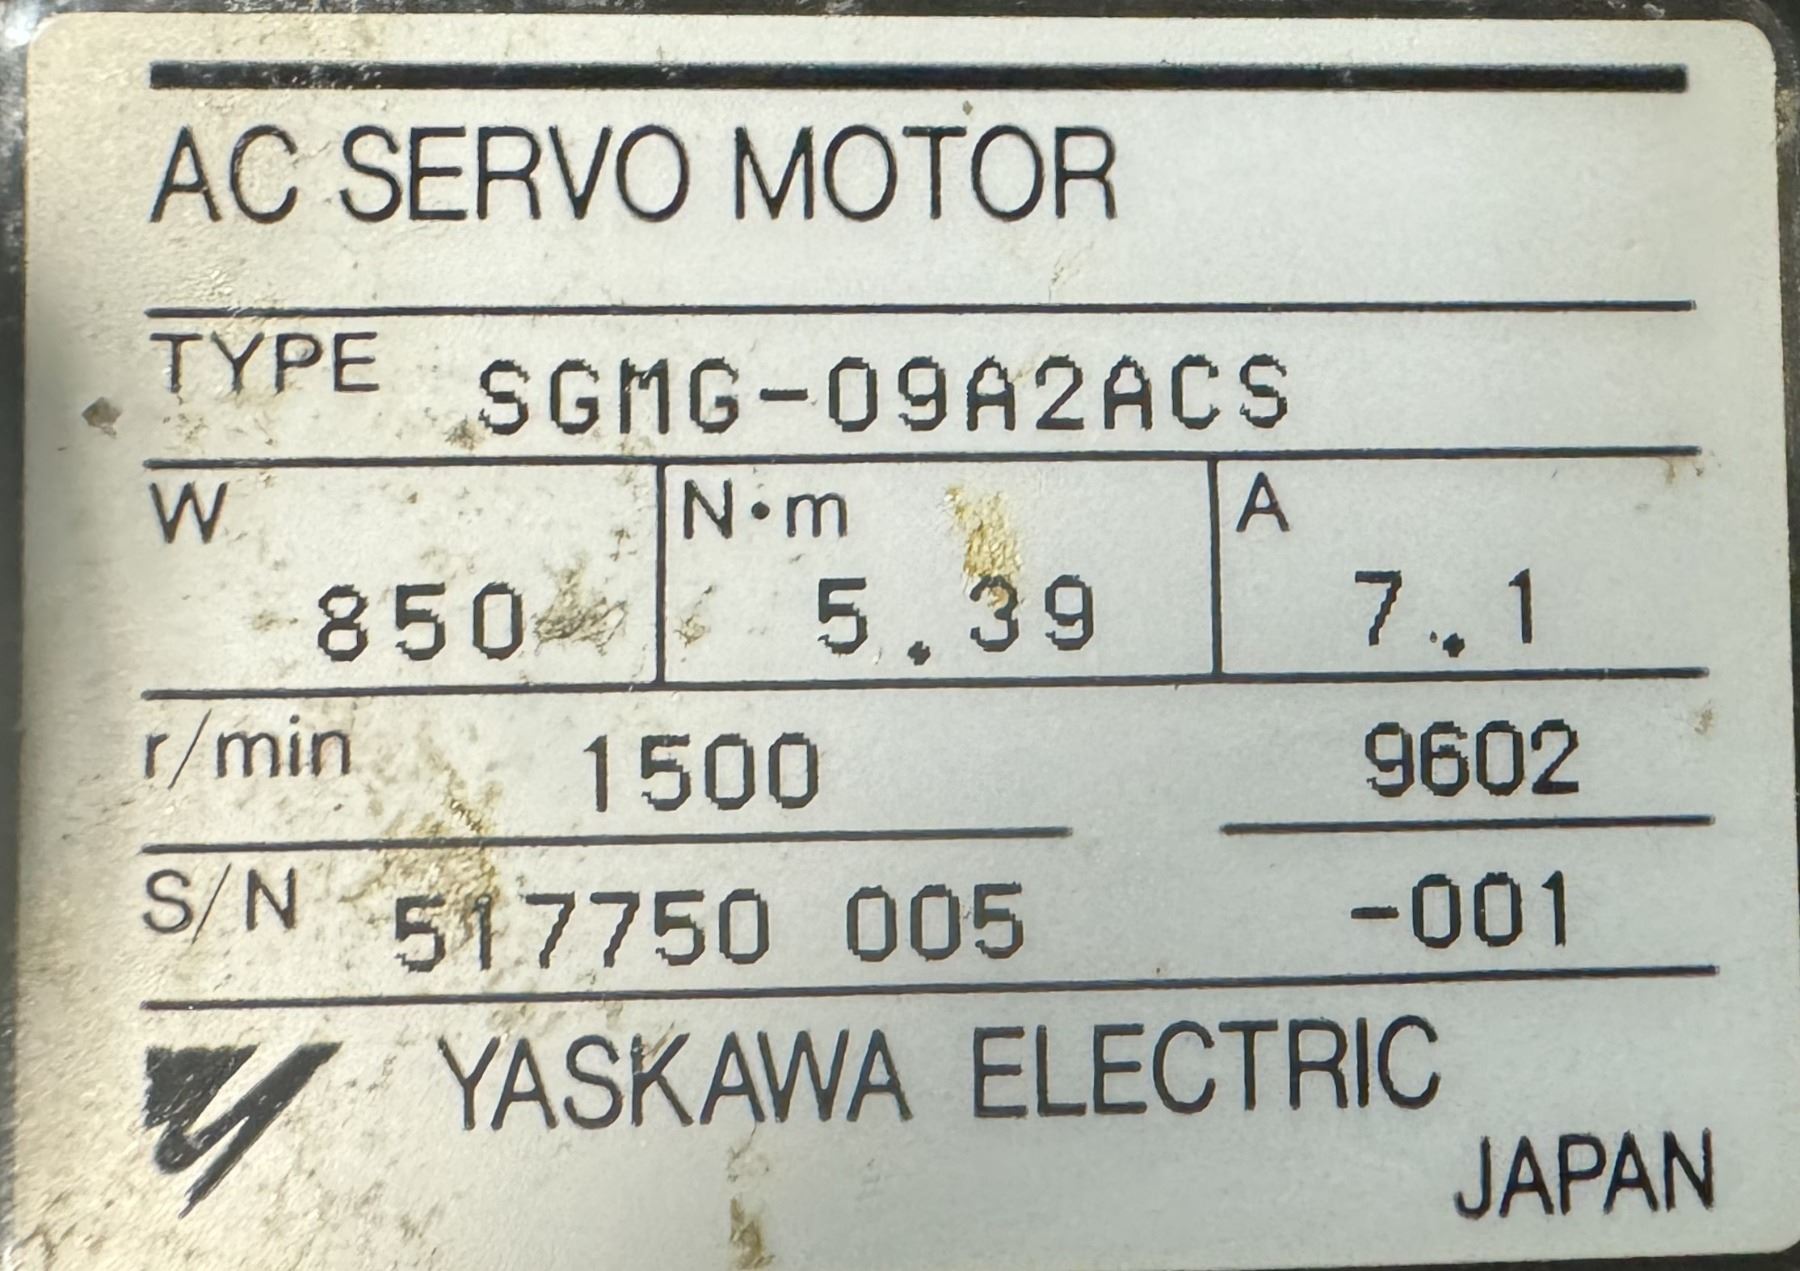 AC SERVO MOTOR
TYPE SGMG-09A2ACS
W N·m A
850 5.39 7.1
r/min 1500 9602
S/N 517750 005 -001
YASKAWA ELECTRIC
JAPAN